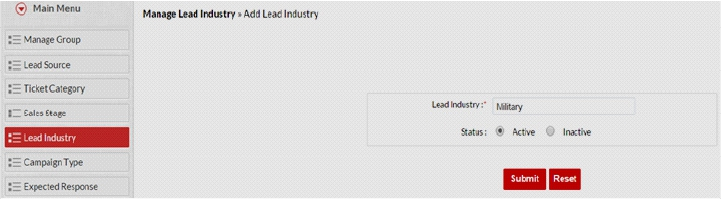 Main Menu
Manage Lead Industry » Add Lead Industry
Manage Group
Lead Source
Ticket Category
Sales Stage
Lead Industry
Campaign Type
Expected Response
Lead Industry :* Military
Status : Active Inactive
Submit Reset